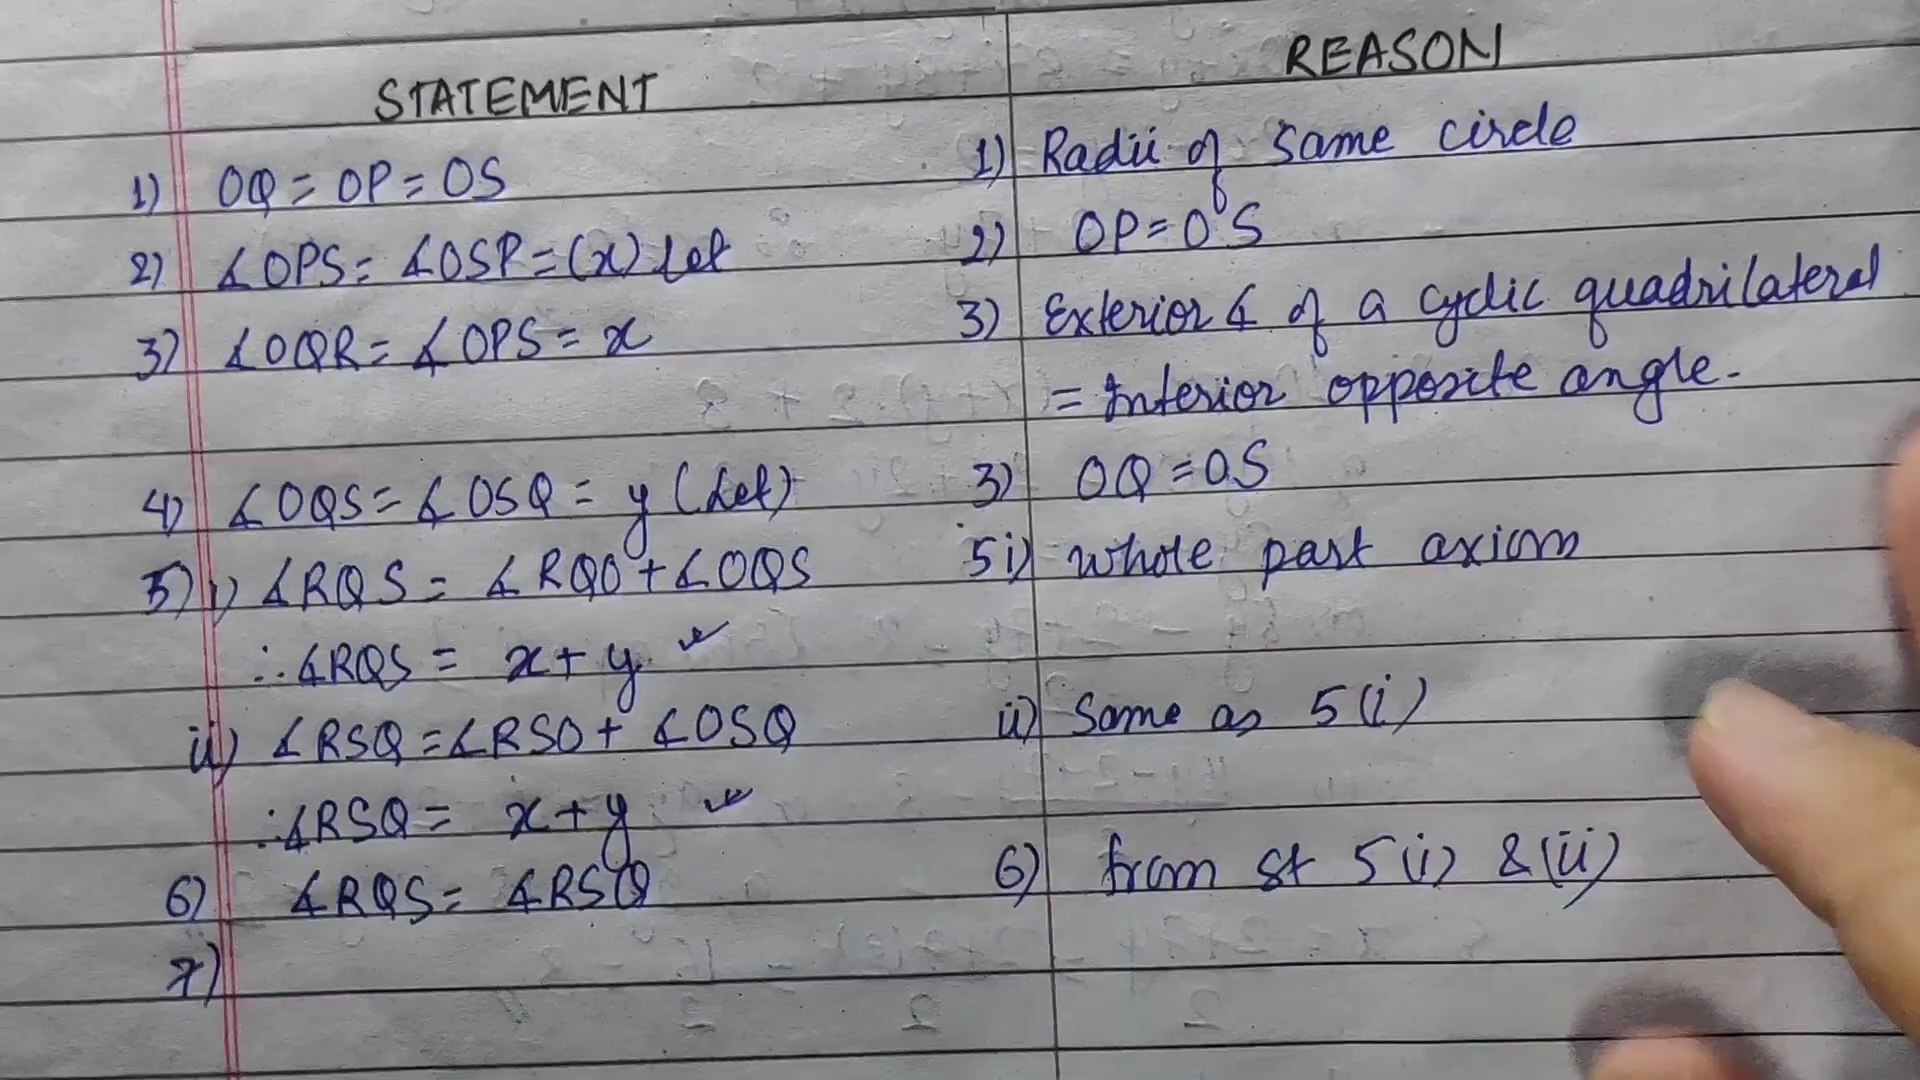 STATEMENT REASON
1) OQ = OP = OS 1) Radii of same circle
2) ∡OPS = ∡OSP = (x) Let 2) OP = OS
3) ∡OQR = ∡OPS = x 3) Exterior ∡ of a cyclic quadrilateral
= Interior opposite angle.
4) ∡OQS = ∡OSQ = y (Let) 3) OQ = OS
5) i) ∡RQS = ∡RQO + ∡OQS 5i) whole part axiom
∴ ∡RQS = x + y ✓
ii) ∡RSQ = ∡RSO + ∡OSQ ii) Same as 5(i)
∴ ∡RSQ = x + y ✓
6) ∡RQS = ∡RSQ 6) from st 5(i) & (ii)
7)